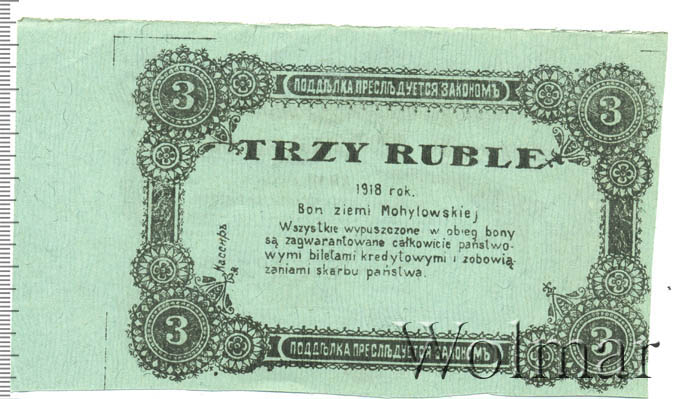 3 ПОДДѢЛКА ПРЕСЛѢДУЕТСЯ ЗАКОНОМЪ 3
TRZY RUBLE
1918 rok.
Bon ziemi Mohylowskiej
Wszystkie wypuszczone w obieg bony
są zagwarantowane całkowicie państwo-
wymi biletami kredytowymi i zobowią-
zaniami skarbu państwa.
Кассиръ
3 ПОДДѢЛКА ПРЕСЛѢДУЕТСЯ ЗАКОНОМЪ 3
Wolmar